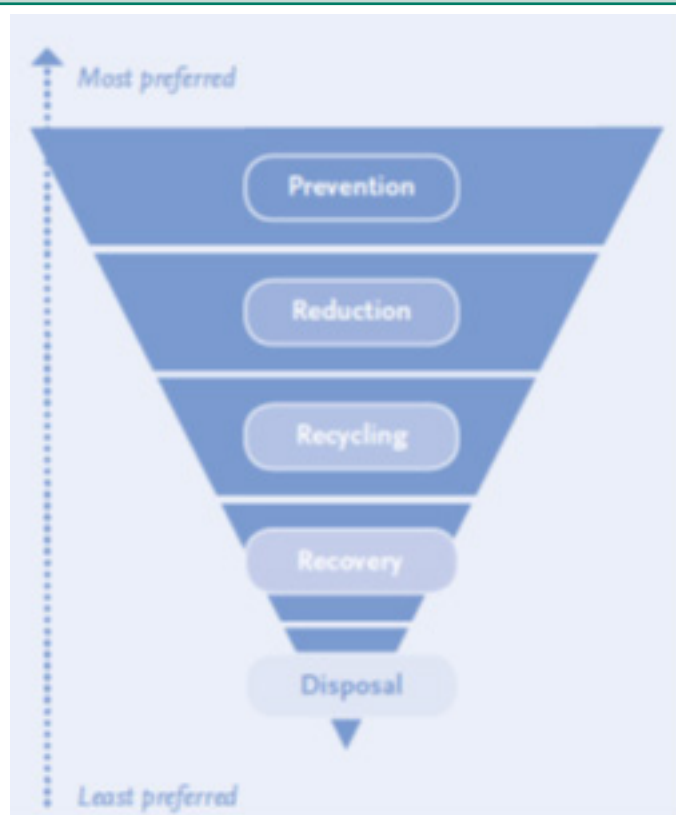 Most preferred
Prevention
Reduction
Recycling
Recovery
Disposal
Least preferred